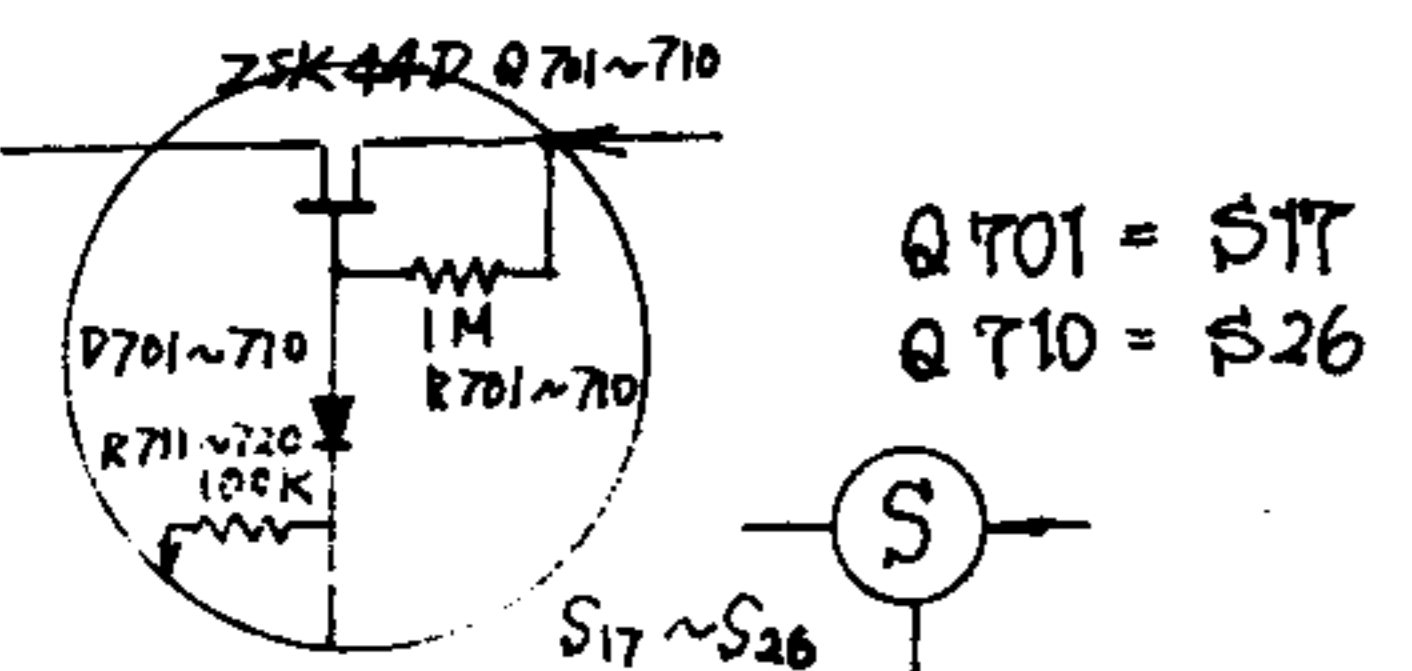 2SK44D Q701~710
1M
R701~710
D701~710
R711~720
100K
Q701 = S17
Q710 = S26
S
S17 ~S26